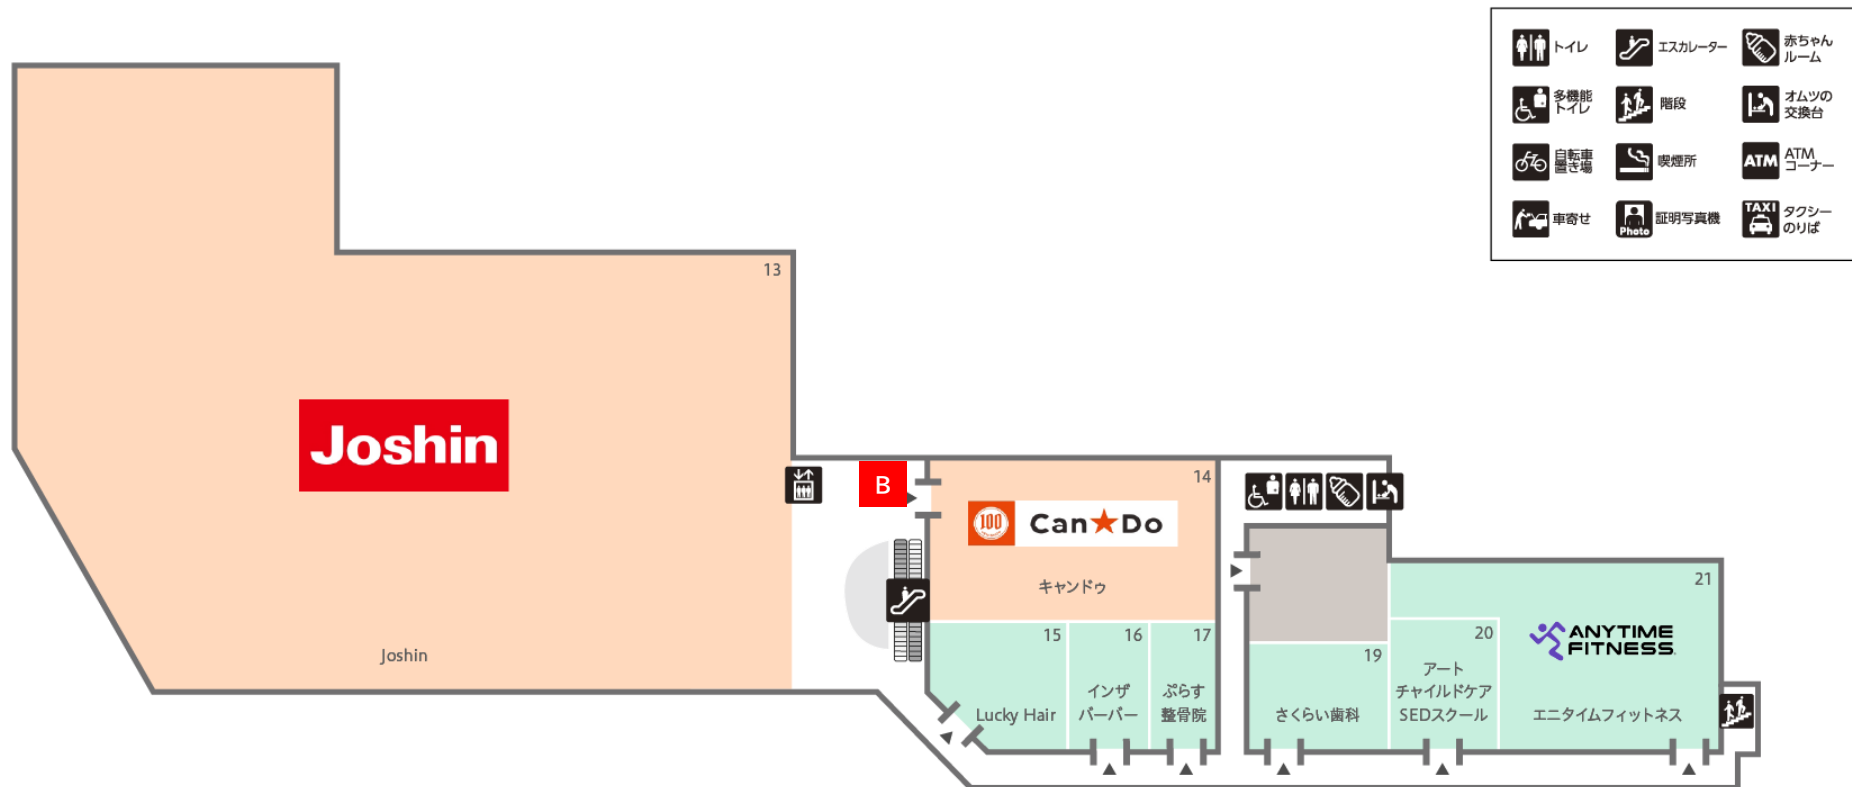 トイレ
エスカレーター
赤ちゃん
ルーム
多機能
トイレ
階段
オムツの
交換台
自転車
置き場
喫煙所
ATM
ATM
コーナー
車寄せ
Photo
証明写真機
TAXI
タクシー
のりば
13
Joshin
Joshin
B
14
100
Can★Do
キャンドゥ
15
Lucky Hair
16
インザ
バーバー
17
ぷらす
整骨院
19
さくらい歯科
20
アート
チャイルドケア
SEDスクール
21
ANYTIME
FITNESS
エニタイムフィットネス